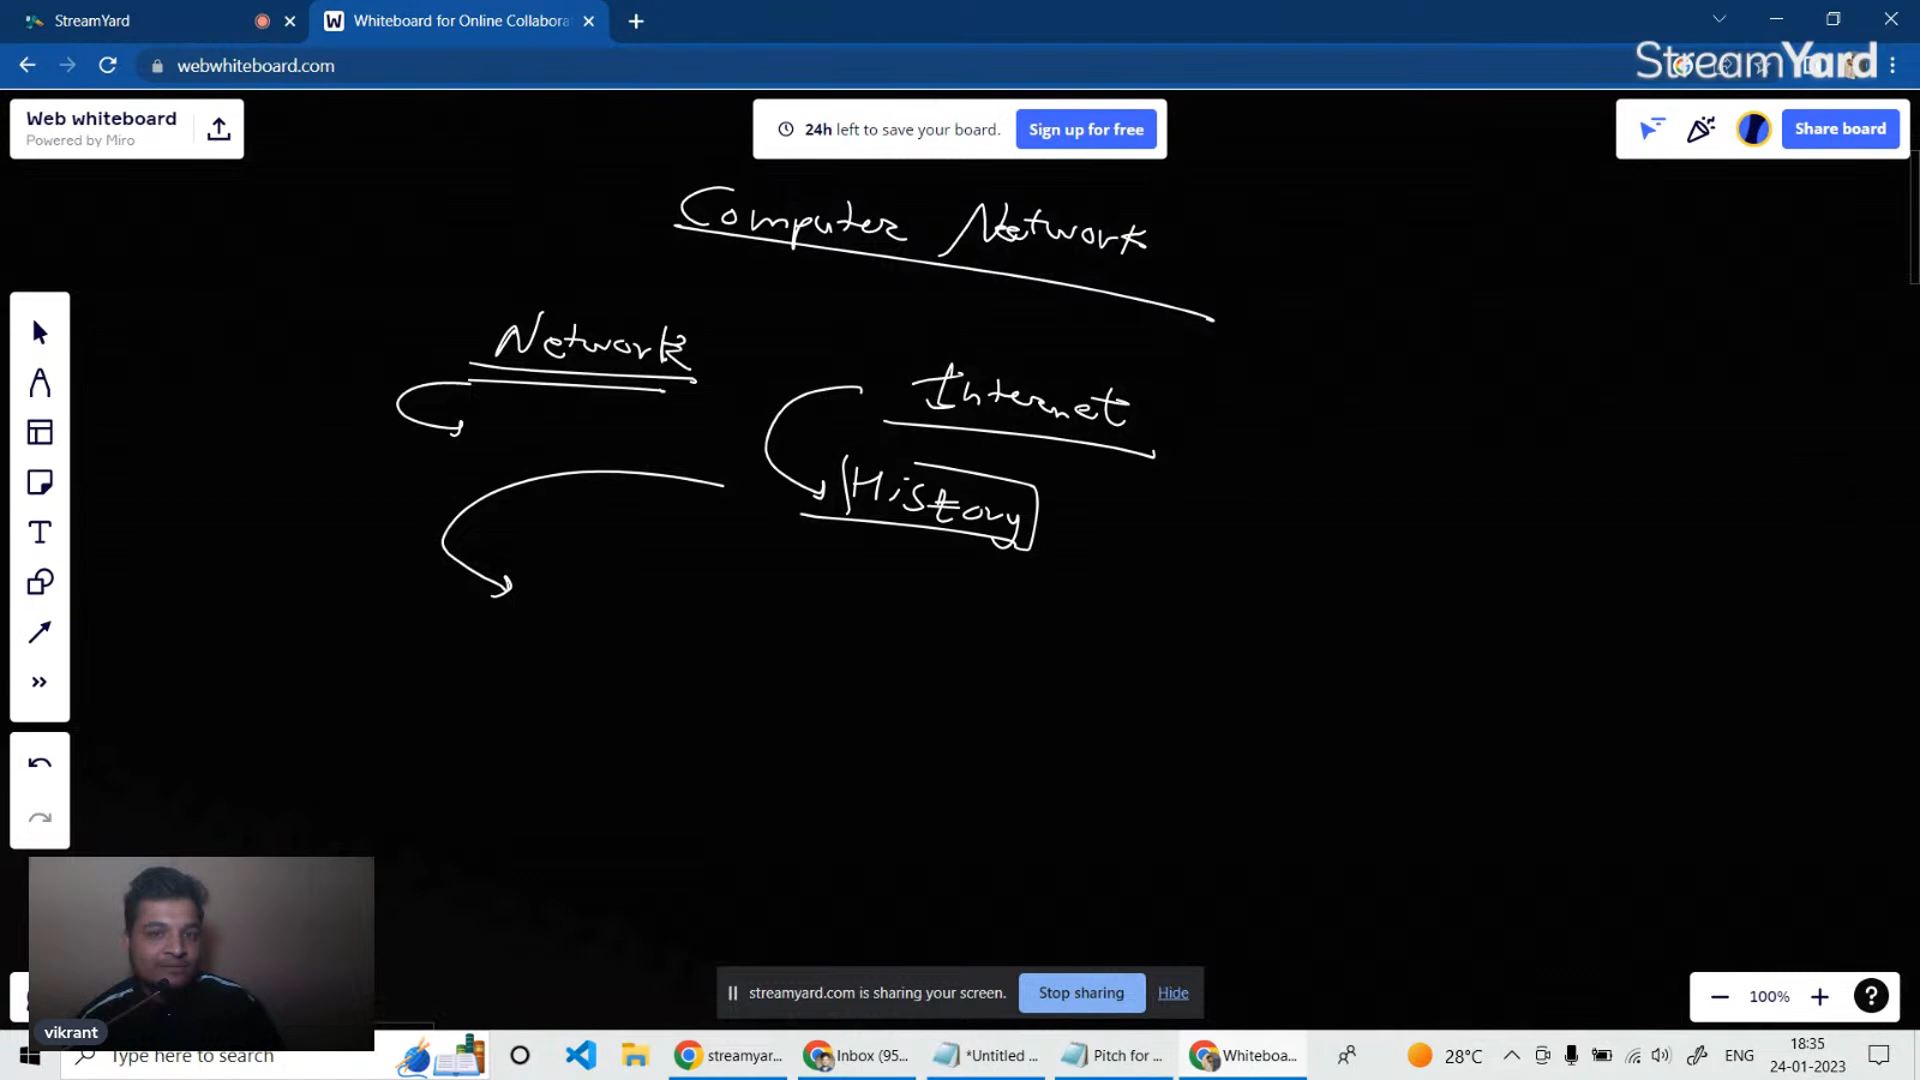 StreamYard
Whiteboard for Online Collabora
webwhiteboard.com
StreamYard
Web whiteboard
Powered by Miro
24h left to save your board.
Sign up for free
Share board
Computer Network
Network
Internet
History
streamyard.com is sharing your screen.
Stop sharing
Hide
100%
vikrant
Type here to search
streamyar...
Inbox (95...
*Untitled ...
Pitch for ...
Whiteboa...
28°C
ENG
18:35
24-01-2023